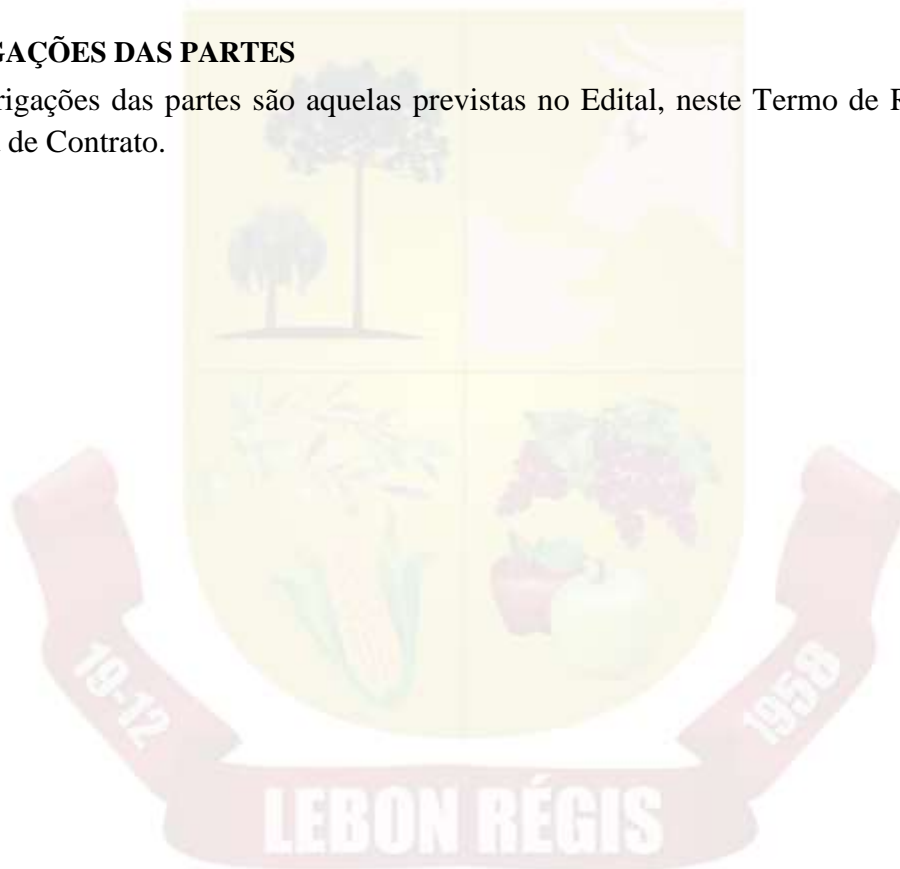 GAÇÕES DAS PARTES
rigações das partes são aquelas previstas no Edital, neste Termo de R
de Contrato.
19-12
1958
LEBON RÉGIS